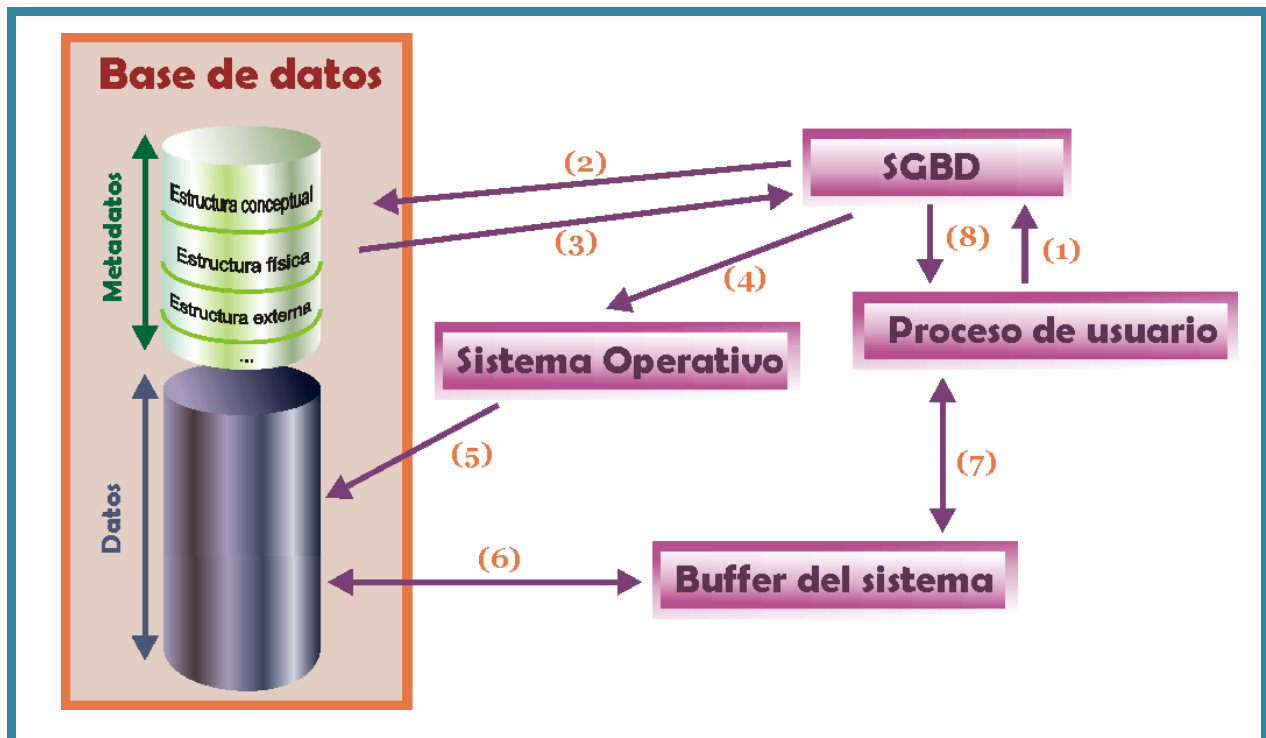 Base de datos
Metadatos
Estructura conceptual
Estructura física
Estructura externa
...
Datos
(2)
(3)
(4)
(5)
(6)
SGBD
(8)
(1)
Proceso de usuario
Sistema Operativo
(7)
Buffer del sistema